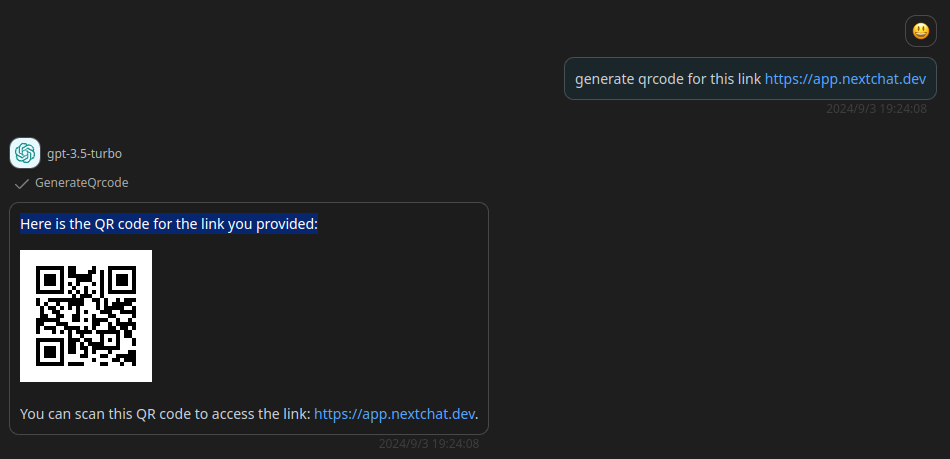 generate qrcode for this link https://app.nextchat.dev
2024/9/3 19:24:08
gpt-3.5-turbo
GenerateQrcode
Here is the QR code for the link you provided:
You can scan this QR code to access the link: https://app.nextchat.dev.
2024/9/3 19:24:08